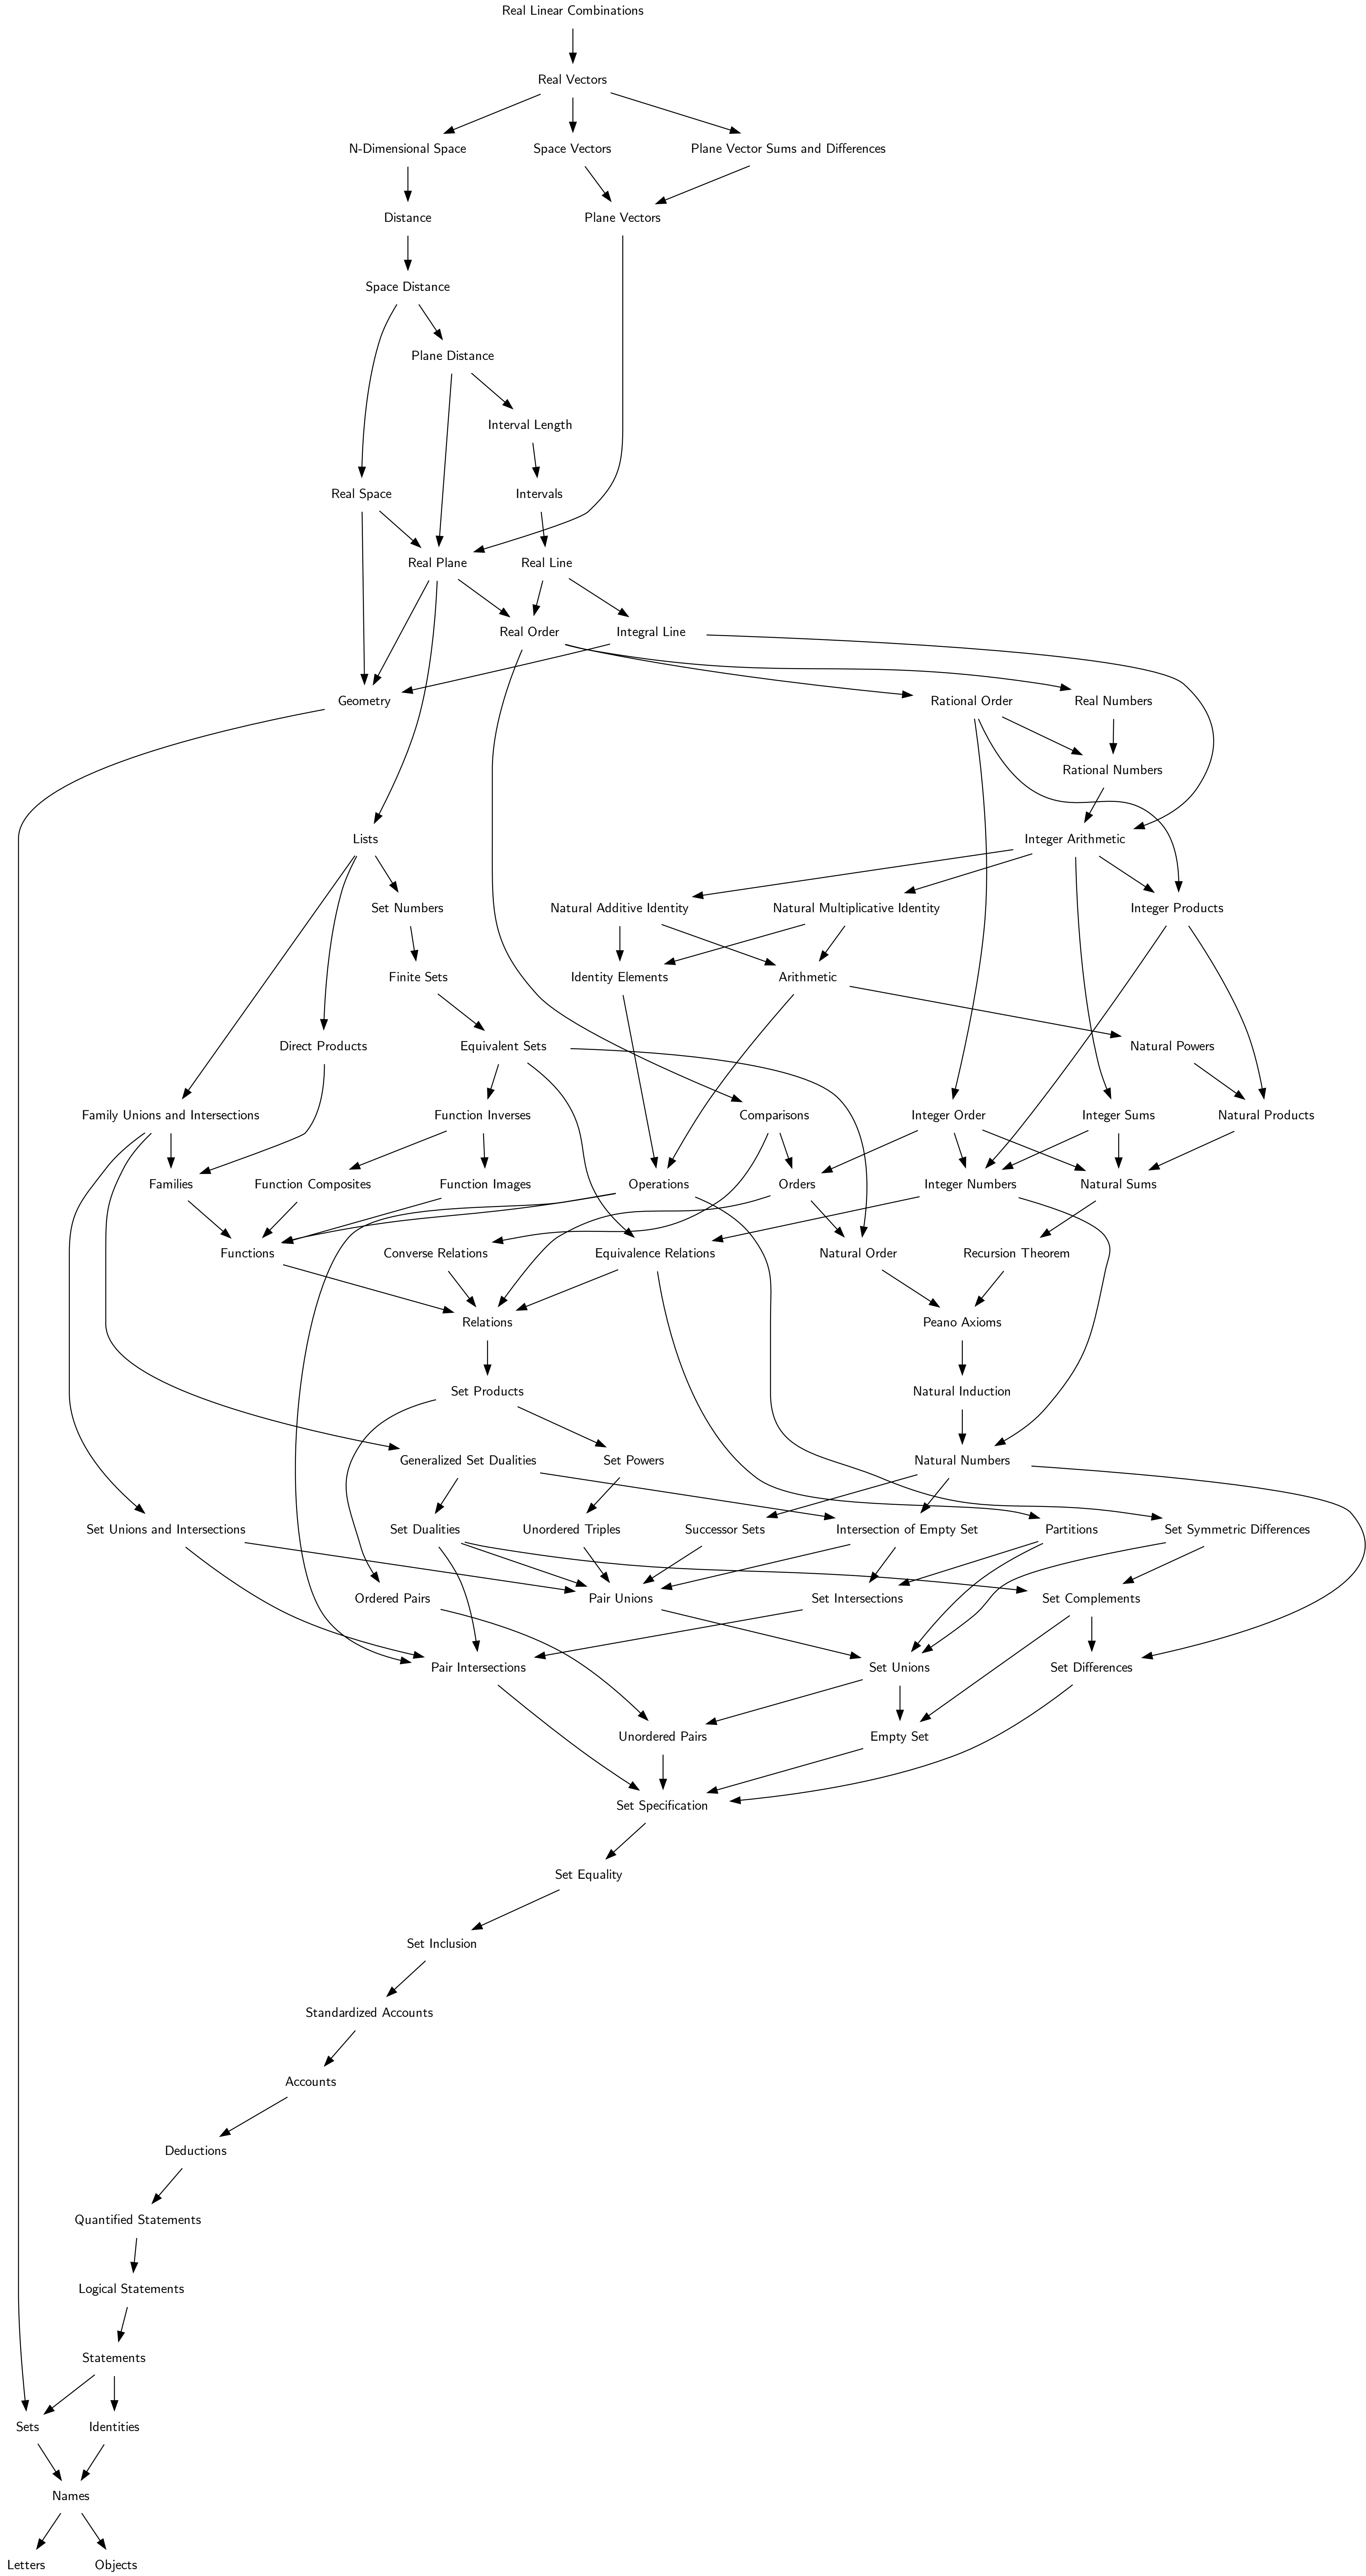 Real Linear Combinations
Real Vectors
N-Dimensional Space
Space Vectors
Plane Vector Sums and Differences
Distance
Plane Vectors
Space Distance
Plane Distance
Interval Length
Real Space
Intervals
Real Plane
Real Line
Real Order
Integral Line
Geometry
Rational Order
Real Numbers
Rational Numbers
Lists
Integer Arithmetic
Set Numbers
Natural Additive Identity
Natural Multiplicative Identity
Integer Products
Finite Sets
Identity Elements
Arithmetic
Direct Products
Equivalent Sets
Natural Powers
Family Unions and Intersections
Function Inverses
Comparisons
Integer Order
Integer Sums
Natural Products
Families
Function Composites
Function Images
Operations
Orders
Integer Numbers
Natural Sums
Functions
Converse Relations
Equivalence Relations
Natural Order
Recursion Theorem
Relations
Peano Axioms
Set Products
Natural Induction
Generalized Set Dualities
Set Powers
Natural Numbers
Set Unions and Intersections
Set Dualities
Unordered Triples
Successor Sets
Intersection of Empty Set
Partitions
Set Symmetric Differences
Ordered Pairs
Pair Unions
Set Intersections
Set Complements
Pair Intersections
Set Unions
Set Differences
Unordered Pairs
Empty Set
Set Specification
Set Equality
Set Inclusion
Standardized Accounts
Accounts
Deductions
Quantified Statements
Logical Statements
Statements
Sets
Identities
Names
Letters
Objects